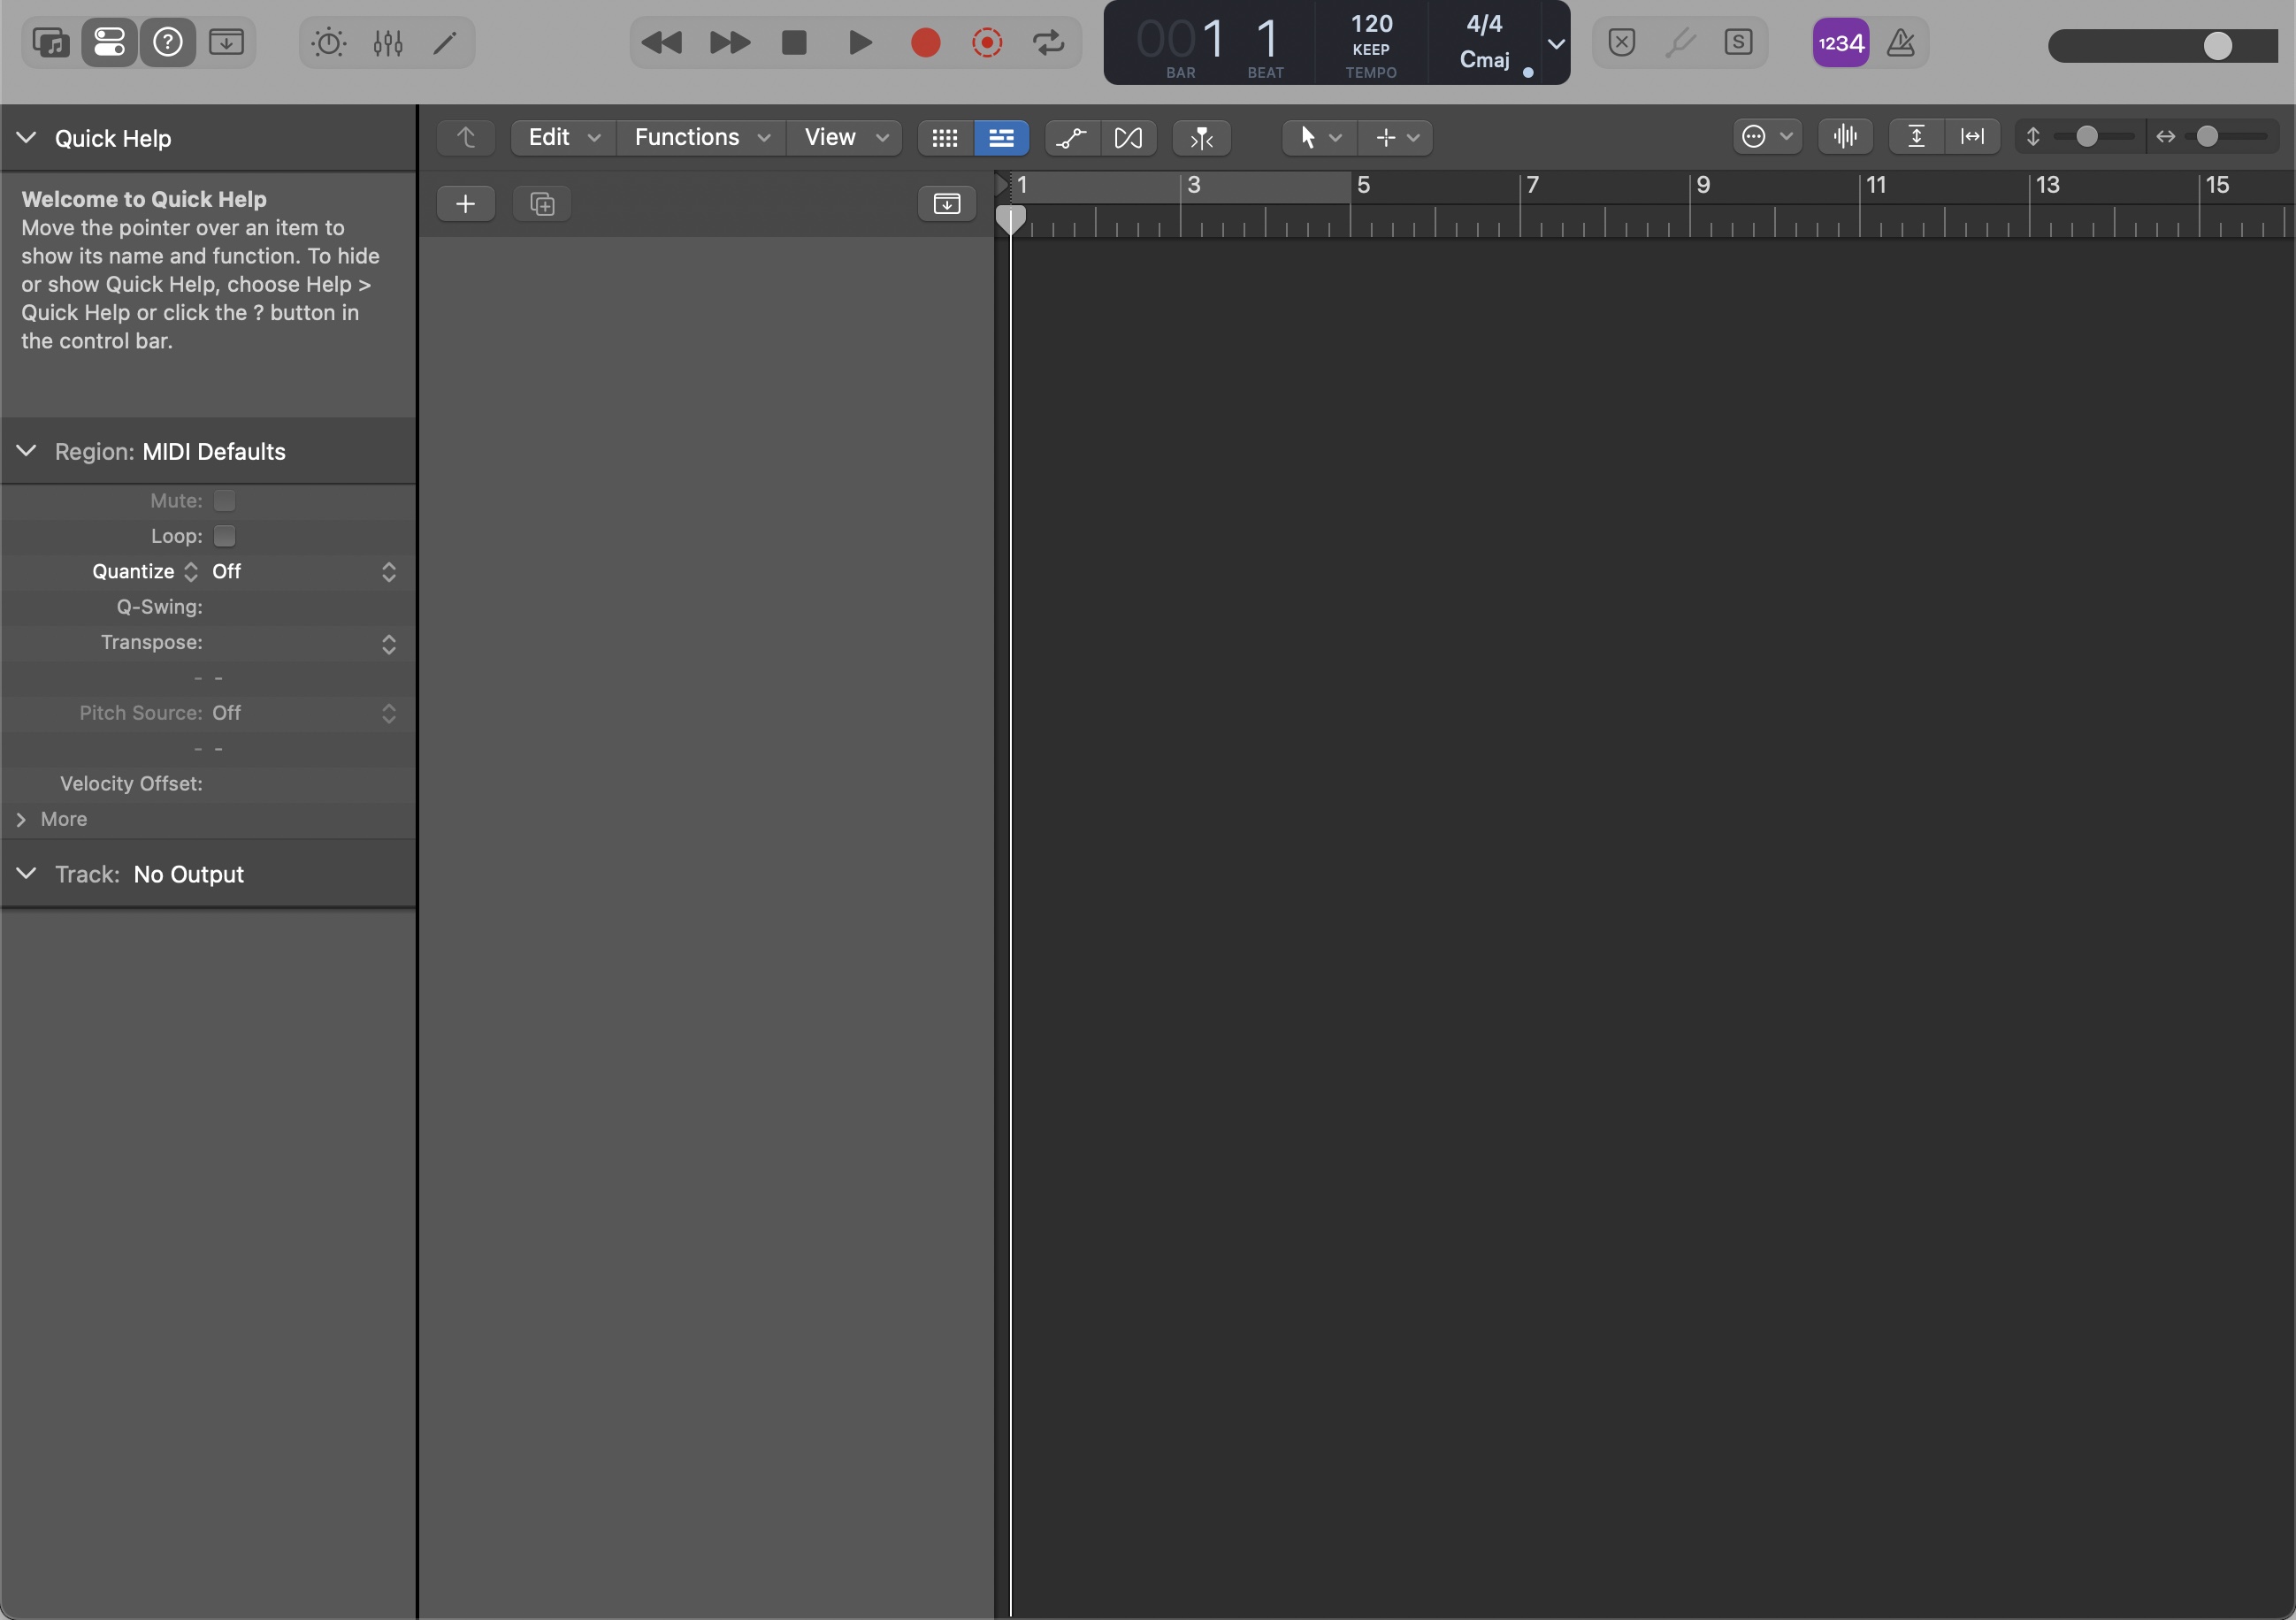 001 1
BAR BEAT
120
KEEP
TEMPO
4/4
Cmaj
S
1234
Quick Help
Edit
Functions
View
Welcome to Quick Help
Move the pointer over an item to
show its name and function. To hide
or show Quick Help, choose Help >
Quick Help or click the ? button in
the control bar.
1 3 5 7 9 11 13 15
Region: MIDI Defaults
Mute:
Loop:
Quantize Off
Q-Swing:
Transpose:
- -
Pitch Source: Off
- -
Velocity Offset:
More
Track: No Output